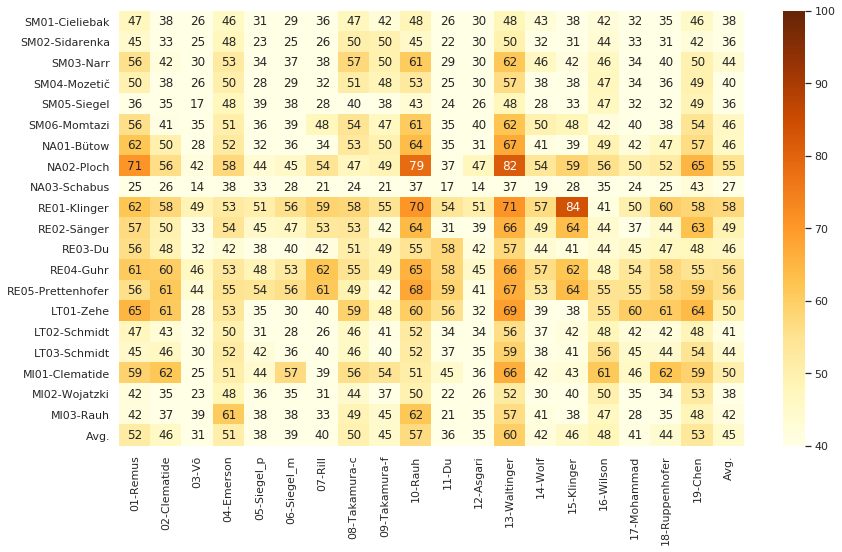 SM01-Cieliebak 47 38 26 46 31 29 36 47 42 48 26 30 48 43 38 42 32 35 46 38
SM02-Sidarenka 45 33 25 48 23 25 26 50 50 45 22 30 50 32 31 44 33 31 42 36
SM03-Narr 56 42 30 53 34 37 38 57 50 61 29 30 62 46 42 46 34 40 50 44
SM04-Mozetič 50 38 26 50 28 29 32 51 48 53 25 30 57 38 38 47 34 36 49 40
SM05-Siegel 36 35 17 48 39 38 28 40 38 43 24 26 48 28 33 47 32 32 49 36
SM06-Momtazi 56 41 35 51 36 39 48 54 47 61 35 40 62 50 48 42 40 38 54 46
NA01-Bütow 62 50 28 52 32 36 34 53 50 64 35 31 67 41 39 49 42 47 57 46
NA02-Ploch 71 56 42 58 44 45 54 47 49 79 37 47 82 54 59 56 50 52 65 55
NA03-Schabus 25 26 14 38 33 28 21 24 21 37 17 14 37 19 28 35 24 25 43 27
RE01-Klinger 62 58 49 53 51 56 59 58 55 70 54 51 71 57 84 41 50 60 58 58
RE02-Sänger 57 50 33 54 45 47 53 53 42 64 31 39 66 49 64 44 37 44 63 49
RE03-Du 56 48 32 42 38 40 42 51 49 55 58 42 57 44 41 44 45 47 48 46
RE04-Guhr 61 60 46 53 48 53 62 55 49 65 58 45 66 57 62 48 54 58 55 56
RE05-Prettenhofer 56 61 44 55 54 56 61 49 42 68 59 41 67 53 64 55 55 58 59 56
LT01-Zehe 65 61 28 53 35 30 40 59 48 60 56 32 69 39 38 55 60 61 64 50
LT02-Schmidt 47 43 32 50 31 28 26 46 41 52 34 34 56 37 42 48 42 42 48 41
LT03-Schmidt 45 46 30 52 42 36 40 46 40 52 37 35 59 38 41 56 45 44 54 44
MI01-Clematide 59 62 25 51 44 57 39 56 54 51 45 36 66 42 43 61 46 62 59 50
MI02-Wojatzki 42 35 23 48 36 35 31 44 37 50 22 26 52 30 40 50 35 34 53 38
MI03-Rauh 42 37 39 61 38 38 33 49 45 62 21 35 57 41 38 47 28 35 48 42
Avg. 52 46 31 51 38 39 40 50 45 57 36 35 60 42 46 48 41 44 53 45
01-Remus
02-Clematide
03-Vö
04-Emerson
05-Siegel_p
06-Siegel_m
07-Rill
08-Takamura-c
09-Takamura-f
10-Rauh
11-Du
12-Asgari
13-Waltinger
14-Wolf
15-Klinger
16-Wilson
17-Mohammad
18-Ruppenhofer
19-Chen
Avg.
100
90
80
70
60
50
40